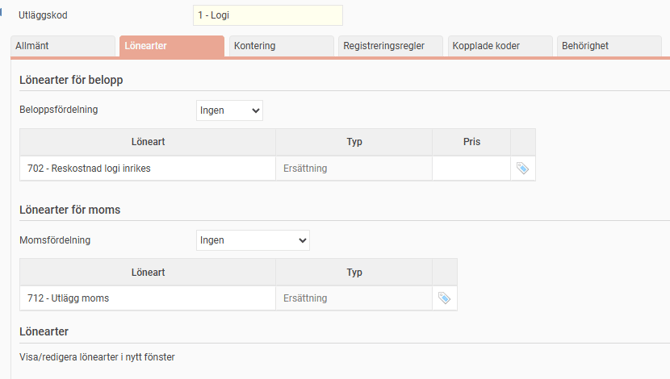 Utläggskod 1 - Logi
Allmänt Lönearter Kontering Registreringsregler Kopplade koder Behörighet
Lönearter för belopp
Beloppsfördelning Ingen
Löneart Typ Pris
702 - Reskostnad logi inrikes Ersättning
Lönearter för moms
Momsfördelning Ingen
Löneart Typ
712 - Utlägg moms Ersättning
Lönearter
Visa/redigera lönearter i nytt fönster